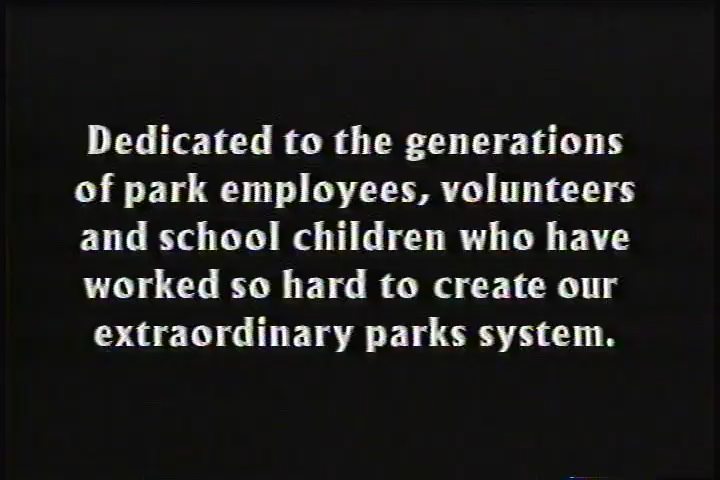 Dedicated to the generations
of park employees, volunteers
and school children who have
worked so hard to create our
extraordinary parks system.